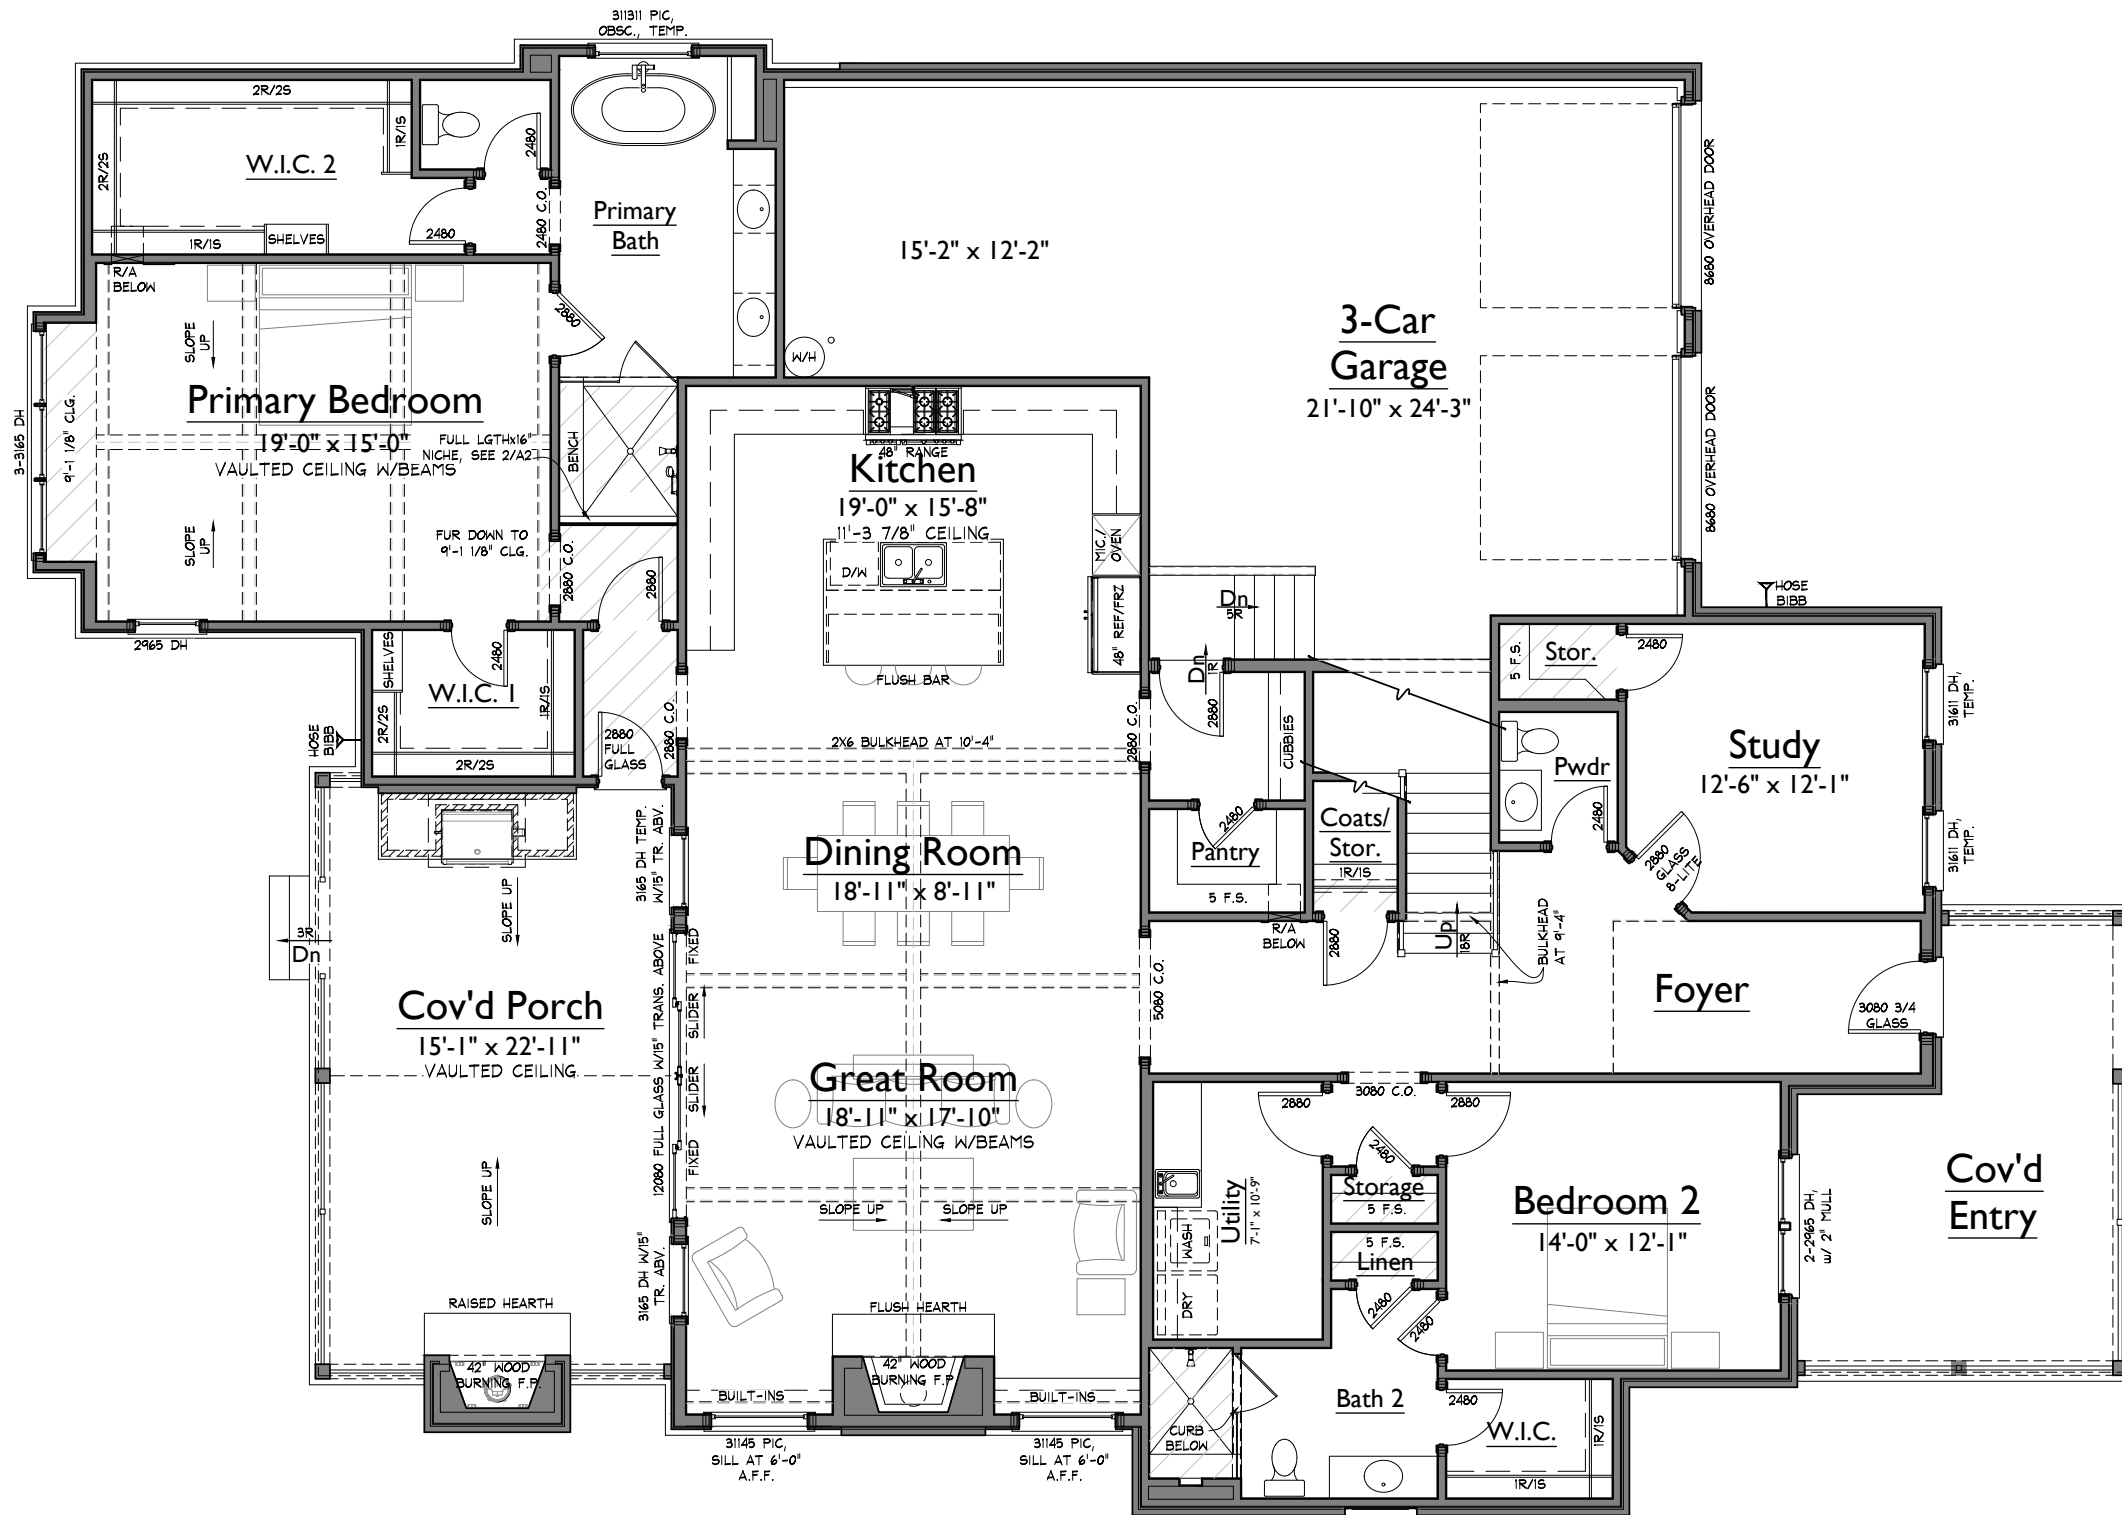 311311 PIC,
OBSC., TEMP.
2R/2S
1R/1S
2R/2S
W.I.C. 2
2480
2480
2480 C.O.
SHELVES
1R/1S
R/A
BELOW
Primary
Bath
15'-2" x 12'-2"
W/H
8680 OVERHEAD DOOR
8680 OVERHEAD DOOR
3-Car
Garage
21'-10" x 24'-3"
SLOPE
UP
2880
Primary Bedroom
19'-0" x 15'-0"
VAULTED CEILING W/BEAMS
3-3165 DH
9'-1 1/8" CLG.
FULL LGTHx16"
NICHE, SEE 2/A2
BENCH
SLOPE
UP
FUR DOWN TO
9'-1 1/8" CLG.
2880 C.O.
2880
2965 DH
48" RANGE
Kitchen
19'-0" x 15'-8"
11'-3 7/8" CEILING
D/W
MIC./
OVEN
48" REF/FRZ
FLUSH BAR
Dn
5R
Dn
1R
2880
HOSE
BIBB
Stor.
5 F.S.
2480
31611 DH,
TEMP.
Study
12'-6" x 12'-1"
31611 DH,
TEMP.
SHELVES
2480
W.I.C. 1
2R/2S
1R/1S
2R/2S
HOSE
BIBB
2880
FULL
GLASS
2880 C.O.
2X6 BULKHEAD AT 10'-4"
2880 C.O.
CUBBIES
Pwdr
2480
2880
GLASS
8-LITE
2480
Pantry
5 F.S.
Coats/
Stor.
1R/1S
R/A
BELOW
2880
Up
18R
BULKHEAD
AT 9'-4"
3165 DH TEMP.
W/15" TR. ABV.
Dining Room
18'-11" x 8'-11"
SLOPE UP
3R
Dn
Cov'd Porch
15'-1" x 22'-11"
VAULTED CEILING
12080 FULL GLASS W/15" TRANS. ABOVE
FIXED
SLIDER
SLIDER
FIXED
5080 C.O.
Foyer
3080 3/4
GLASS
Great Room
18'-11" x 17'-10"
VAULTED CEILING W/BEAMS
SLOPE UP
SLOPE UP
SLOPE UP
3080 C.O.
2880
2880
2480
Storage
5 F.S.
5 F.S.
Linen
2480
2480
Utility
7'-1" x 10'-9"
WASH
DRY
Bedroom 2
14'-0" x 12'-1"
2-2965 DH,
w/ 2" MULL
Cov'd
Entry
3165 DH W/15"
TR. ABV.
RAISED HEARTH
42" WOOD
BURNING F.P.
FLUSH HEARTH
42" WOOD
BURNING F.P.
BUILT-INS
BUILT-INS
31145 PIC,
SILL AT 6'-0"
A.F.F.
31145 PIC,
SILL AT 6'-0"
A.F.F.
CURB
BELOW
Bath 2
2480
W.I.C.
1R/1S
1R/1S